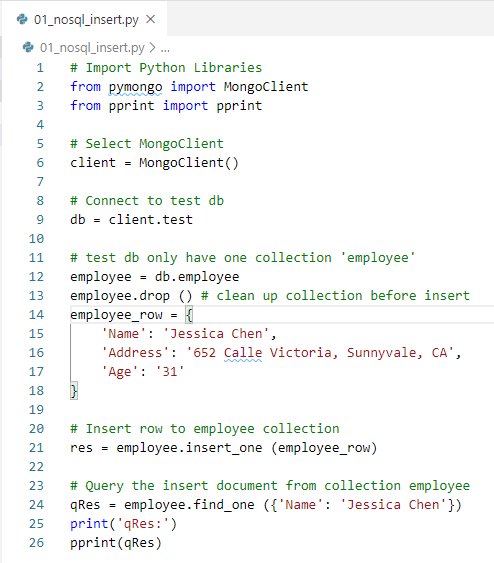 01_nosql_insert.py ×
01_nosql_insert.py > ...
1 # Import Python Libraries
2 from pymongo import MongoClient
3 from pprint import pprint
4
5 # Select MongoClient
6 client = MongoClient()
7
8 # Connect to test db
9 db = client.test
10
11 # test db only have one collection 'employee'
12 employee = db.employee
13 employee.drop () # clean up collection before insert
14 employee_row = {
15     'Name': 'Jessica Chen',
16     'Address': '652 Calle Victoria, Sunnyvale, CA',
17     'Age': '31'
18 }
19
20 # Insert row to employee collection
21 res = employee.insert_one (employee_row)
22
23 # Query the insert document from collection employee
24 qRes = employee.find_one ({'Name': 'Jessica Chen'})
25 print('qRes:')
26 pprint(qRes)